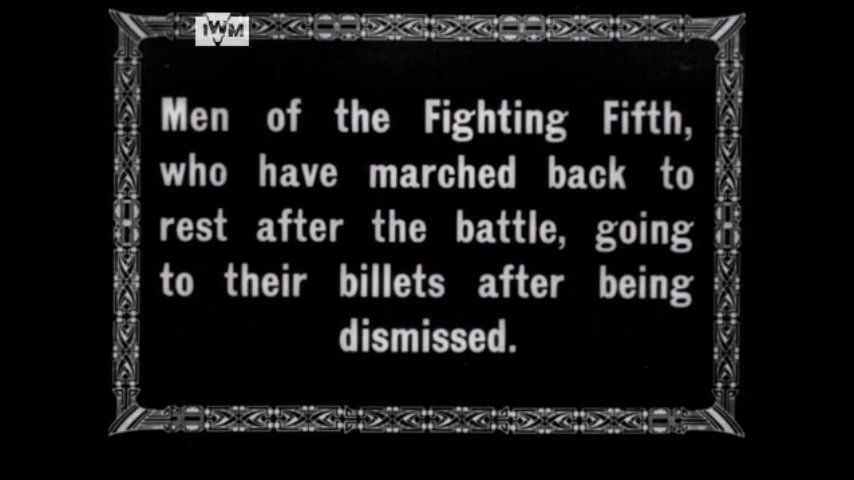 IWM
Men of the Fighting Fifth,
who have marched back to
rest after the battle, going
to their billets after being
dismissed.